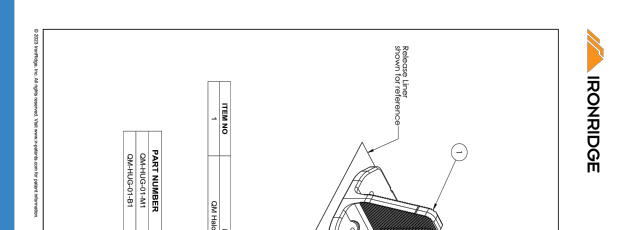 IRONRIDGE
Release Liner
shown for reference
1
ITEM NO
1
QM Halo
PART NUMBER
QM-HUG-01-M1
QM-HUG-01-B1
© 2023 IronRidge, Inc. All rights reserved. Visit www.ir-patents.com for patent information.